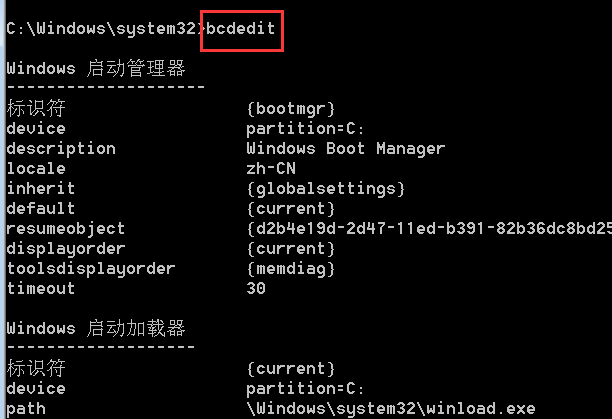 C:\Windows\system32>bcdedit
Windows 启动管理器
--------------------
标识符 {bootmgr}
device partition=C:
description Windows Boot Manager
locale zh-CN
inherit {globalsettings}
default {current}
resumeobject {d2b4e19d-2d47-11ed-b391-82b36dc8bd25
displayorder {current}
toolsdisplayorder {memdiag}
timeout 30
Windows 启动加载器
-------------------
标识符 {current}
device partition=C:
path \Windows\system32\winload.exe